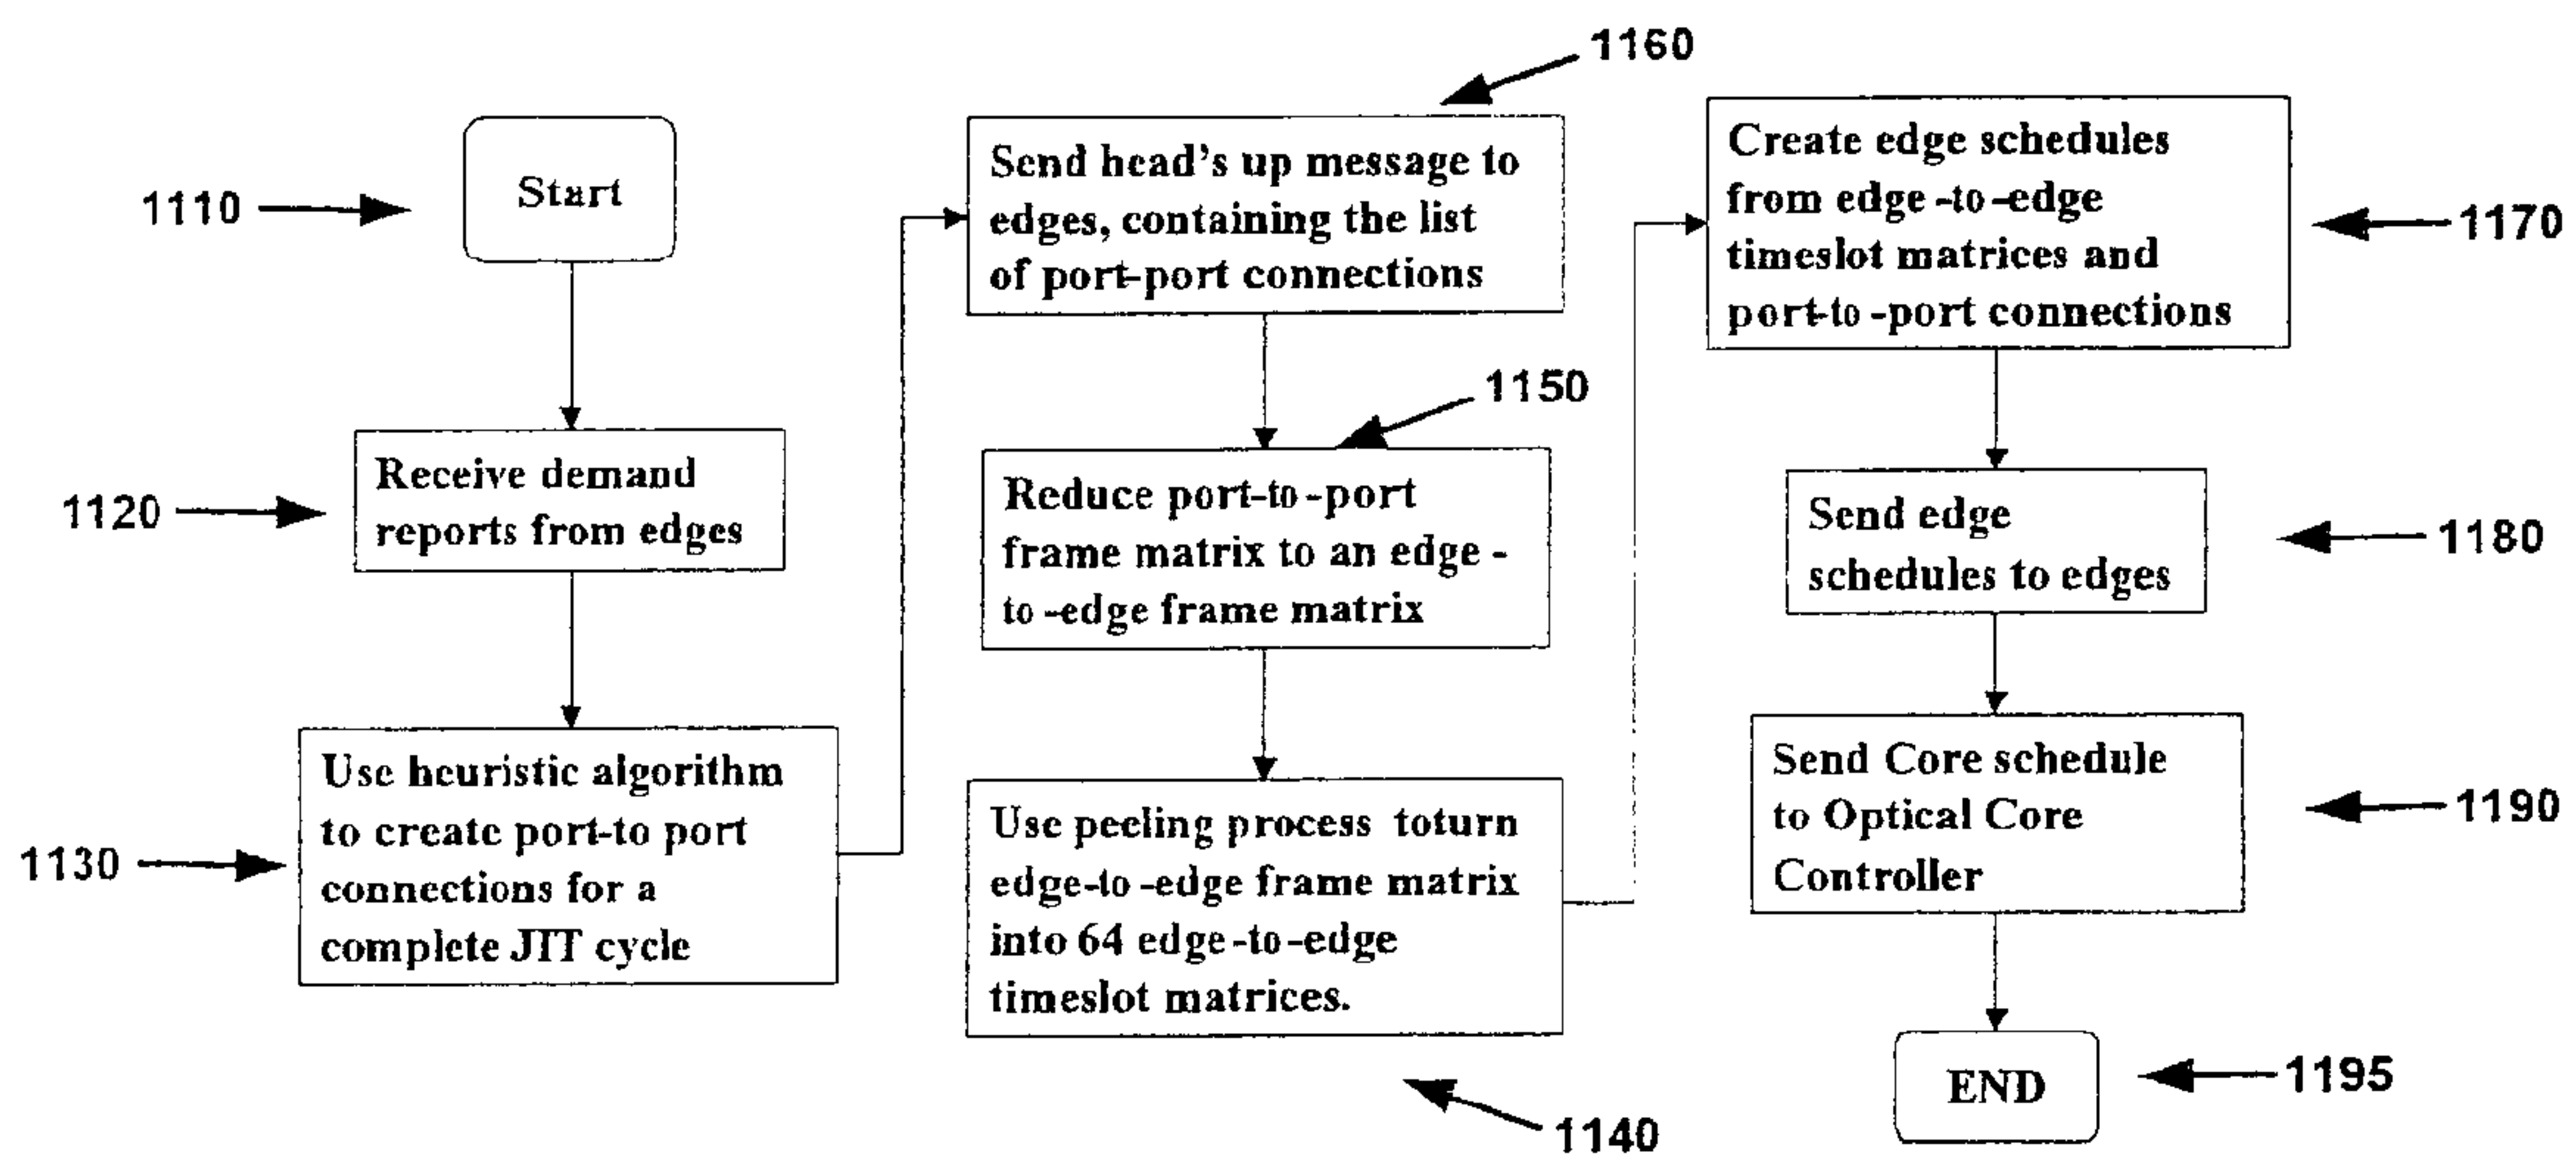 1110
Start
1120
Receive demand
reports from edges
1130
Use heuristic algorithm
to create port-to port
connections for a
complete JIT cycle
1160
Send head's up message to
edges, containing the list
of port-port connections
1150
Reduce port-to-port
frame matrix to an edge-
to-edge frame matrix
Use peeling process toturn
edge-to-edge frame matrix
into 64 edge-to-edge
timeslot matrices.
1140
Create edge schedules
from edge-to-edge
timeslot matrices and
port-to-port connections
1170
Send edge
schedules to edges
1180
Send Core schedule
to Optical Core
Controller
1190
END
1195